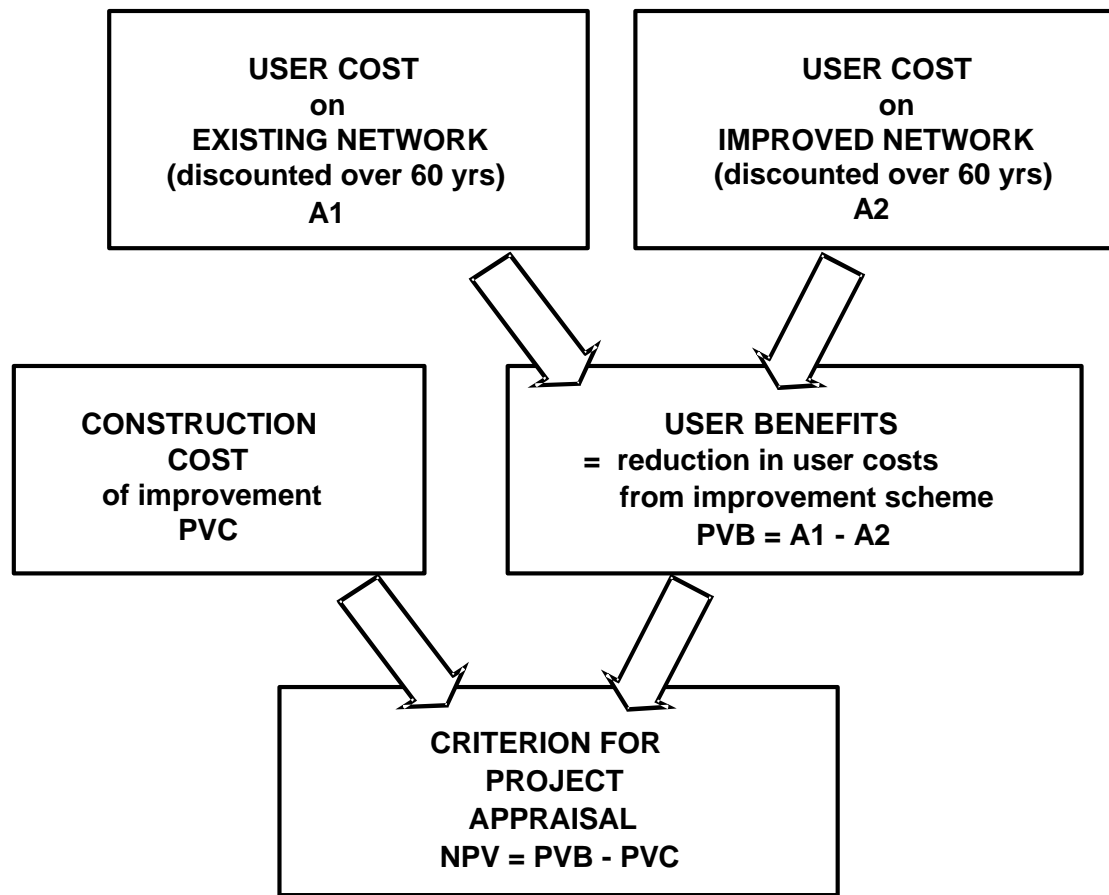 USER COST
on
EXISTING NETWORK
(discounted over 60 yrs)
A1
USER COST
on
IMPROVED NETWORK
(discounted over 60 yrs)
A2
CONSTRUCTION
COST
of improvement
PVC
USER BENEFITS
= reduction in user costs
from improvement scheme
PVB = A1 - A2
CRITERION FOR
PROJECT
APPRAISAL
NPV = PVB - PVC